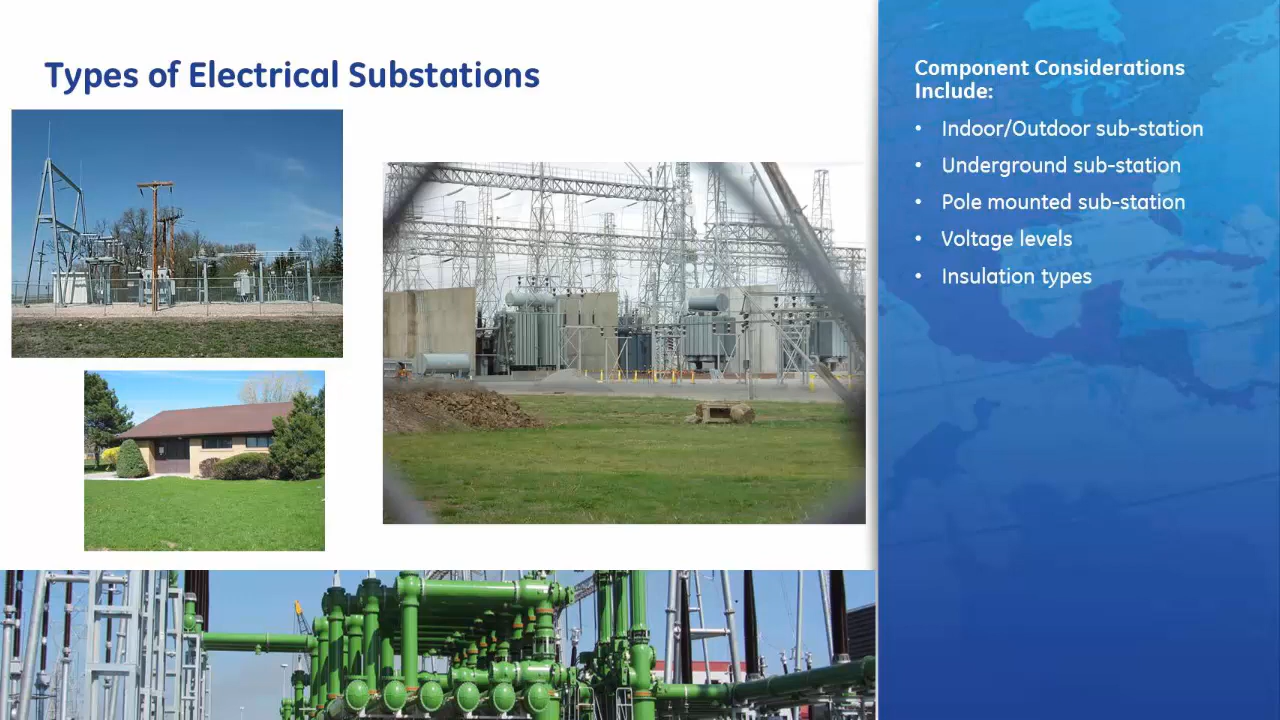 Types of Electrical Substations
Component Considerations
Include:
• Indoor/Outdoor sub-station
• Underground sub-station
• Pole mounted sub-station
• Voltage levels
• Insulation types